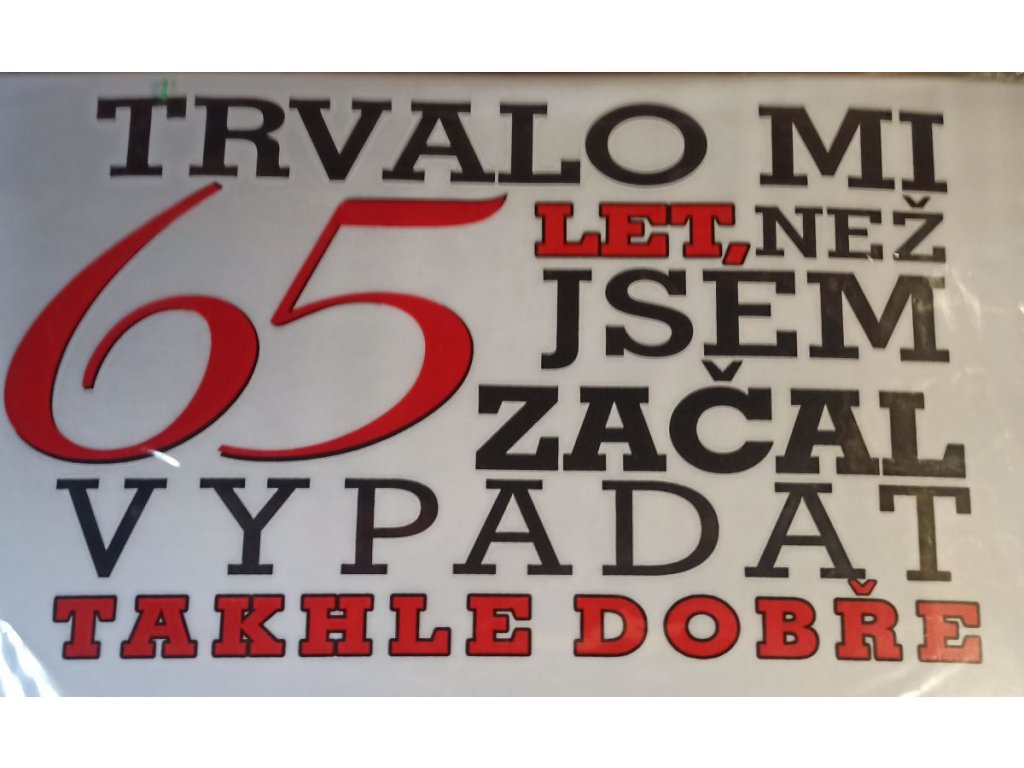 TRVALO MI
65 LET, NEŽ
JSEM
ZAČAL
VYPADAT
TAKHLE DOBŘE